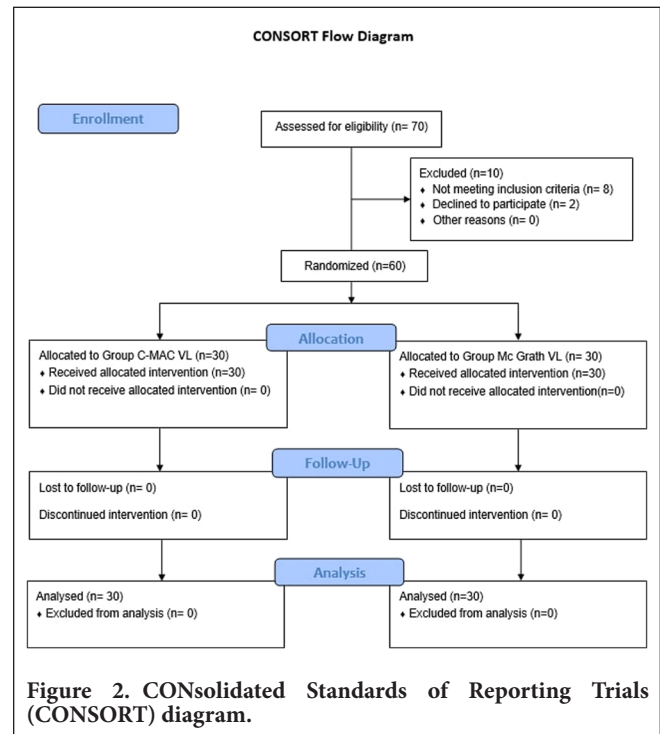 CONSORT Flow Diagram
Enrollment
Assessed for eligibility (n= 70)
Excluded (n=10)
♦ Not meeting inclusion criteria (n= 8)
♦ Declined to participate (n= 2)
♦ Other reasons (n= 0)
Randomized (n=60)
Allocation
Allocated to Group C-MAC VL (n=30)
♦ Received allocated intervention (n=30)
♦ Did not receive allocated intervention (n= 0)
Allocated to Group Mc Grath VL (n= 30)
♦ Received allocated intervention (n=30)
♦ Did not receive allocated intervention(n=0)
Follow-Up
Lost to follow-up (n= 0)
Discontinued intervention (n= 0)
Lost to follow-up (n=0)
Discontinued intervention (n= 0)
Analysis
Analysed (n= 30)
♦ Excluded from analysis (n= 0)
Analysed (n=30)
♦ Excluded from analysis (n=0)
Figure 2. CONsolidated Standards of Reporting Trials
(CONSORT) diagram.